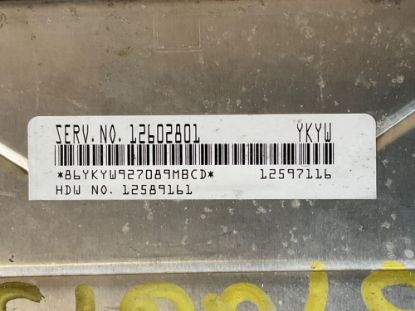 SERV. NO. 12602801 YKYW
*86YKYW927089MBCD* 12597116
HDW NO. 12589161